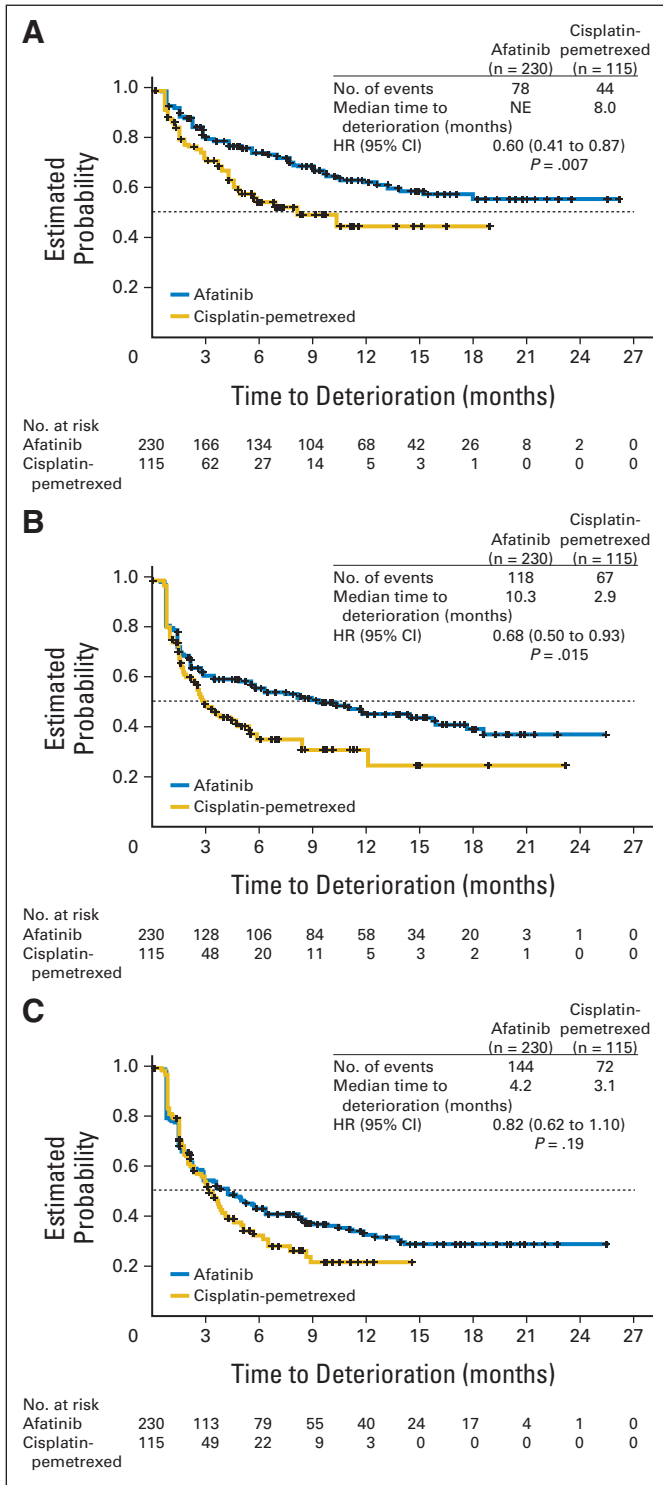 A
Cisplatin-
Afatinib pemetrexed
(n = 230) (n = 115)
No. of events 78 44
Median time to NE 8.0
deterioration (months)
HR (95% CI) 0.60 (0.41 to 0.87)
P = .007
1.0
0.8
0.6
0.4
0.2
Estimated
Probability
Afatinib
Cisplatin-pemetrexed
0 3 6 9 12 15 18 21 24 27
Time to Deterioration (months)
No. at risk
Afatinib 230 166 134 104 68 42 26 8 2 0
Cisplatin- 115 62 27 14 5 3 1 0 0 0
pemetrexed
B
Cisplatin-
Afatinib pemetrexed
(n = 230) (n = 115)
No. of events 118 67
Median time to 10.3 2.9
deterioration (months)
HR (95% CI) 0.68 (0.50 to 0.93)
P = .015
1.0
0.8
0.6
0.4
0.2
Estimated
Probability
Afatinib
Cisplatin-pemetrexed
0 3 6 9 12 15 18 21 24 27
Time to Deterioration (months)
No. at risk
Afatinib 230 128 106 84 58 34 20 3 1 0
Cisplatin- 115 48 20 11 5 3 2 1 0 0
pemetrexed
C
Cisplatin-
Afatinib pemetrexed
(n = 230) (n = 115)
No. of events 144 72
Median time to 4.2 3.1
deterioration (months)
HR (95% CI) 0.82 (0.62 to 1.10)
P = .19
1.0
0.8
0.6
0.4
0.2
Estimated
Probability
Afatinib
Cisplatin-pemetrexed
0 3 6 9 12 15 18 21 24 27
Time to Deterioration (months)
No. at risk
Afatinib 230 113 79 55 40 24 17 4 1 0
Cisplatin- 115 49 22 9 3 0 0 0 0 0
pemetrexed